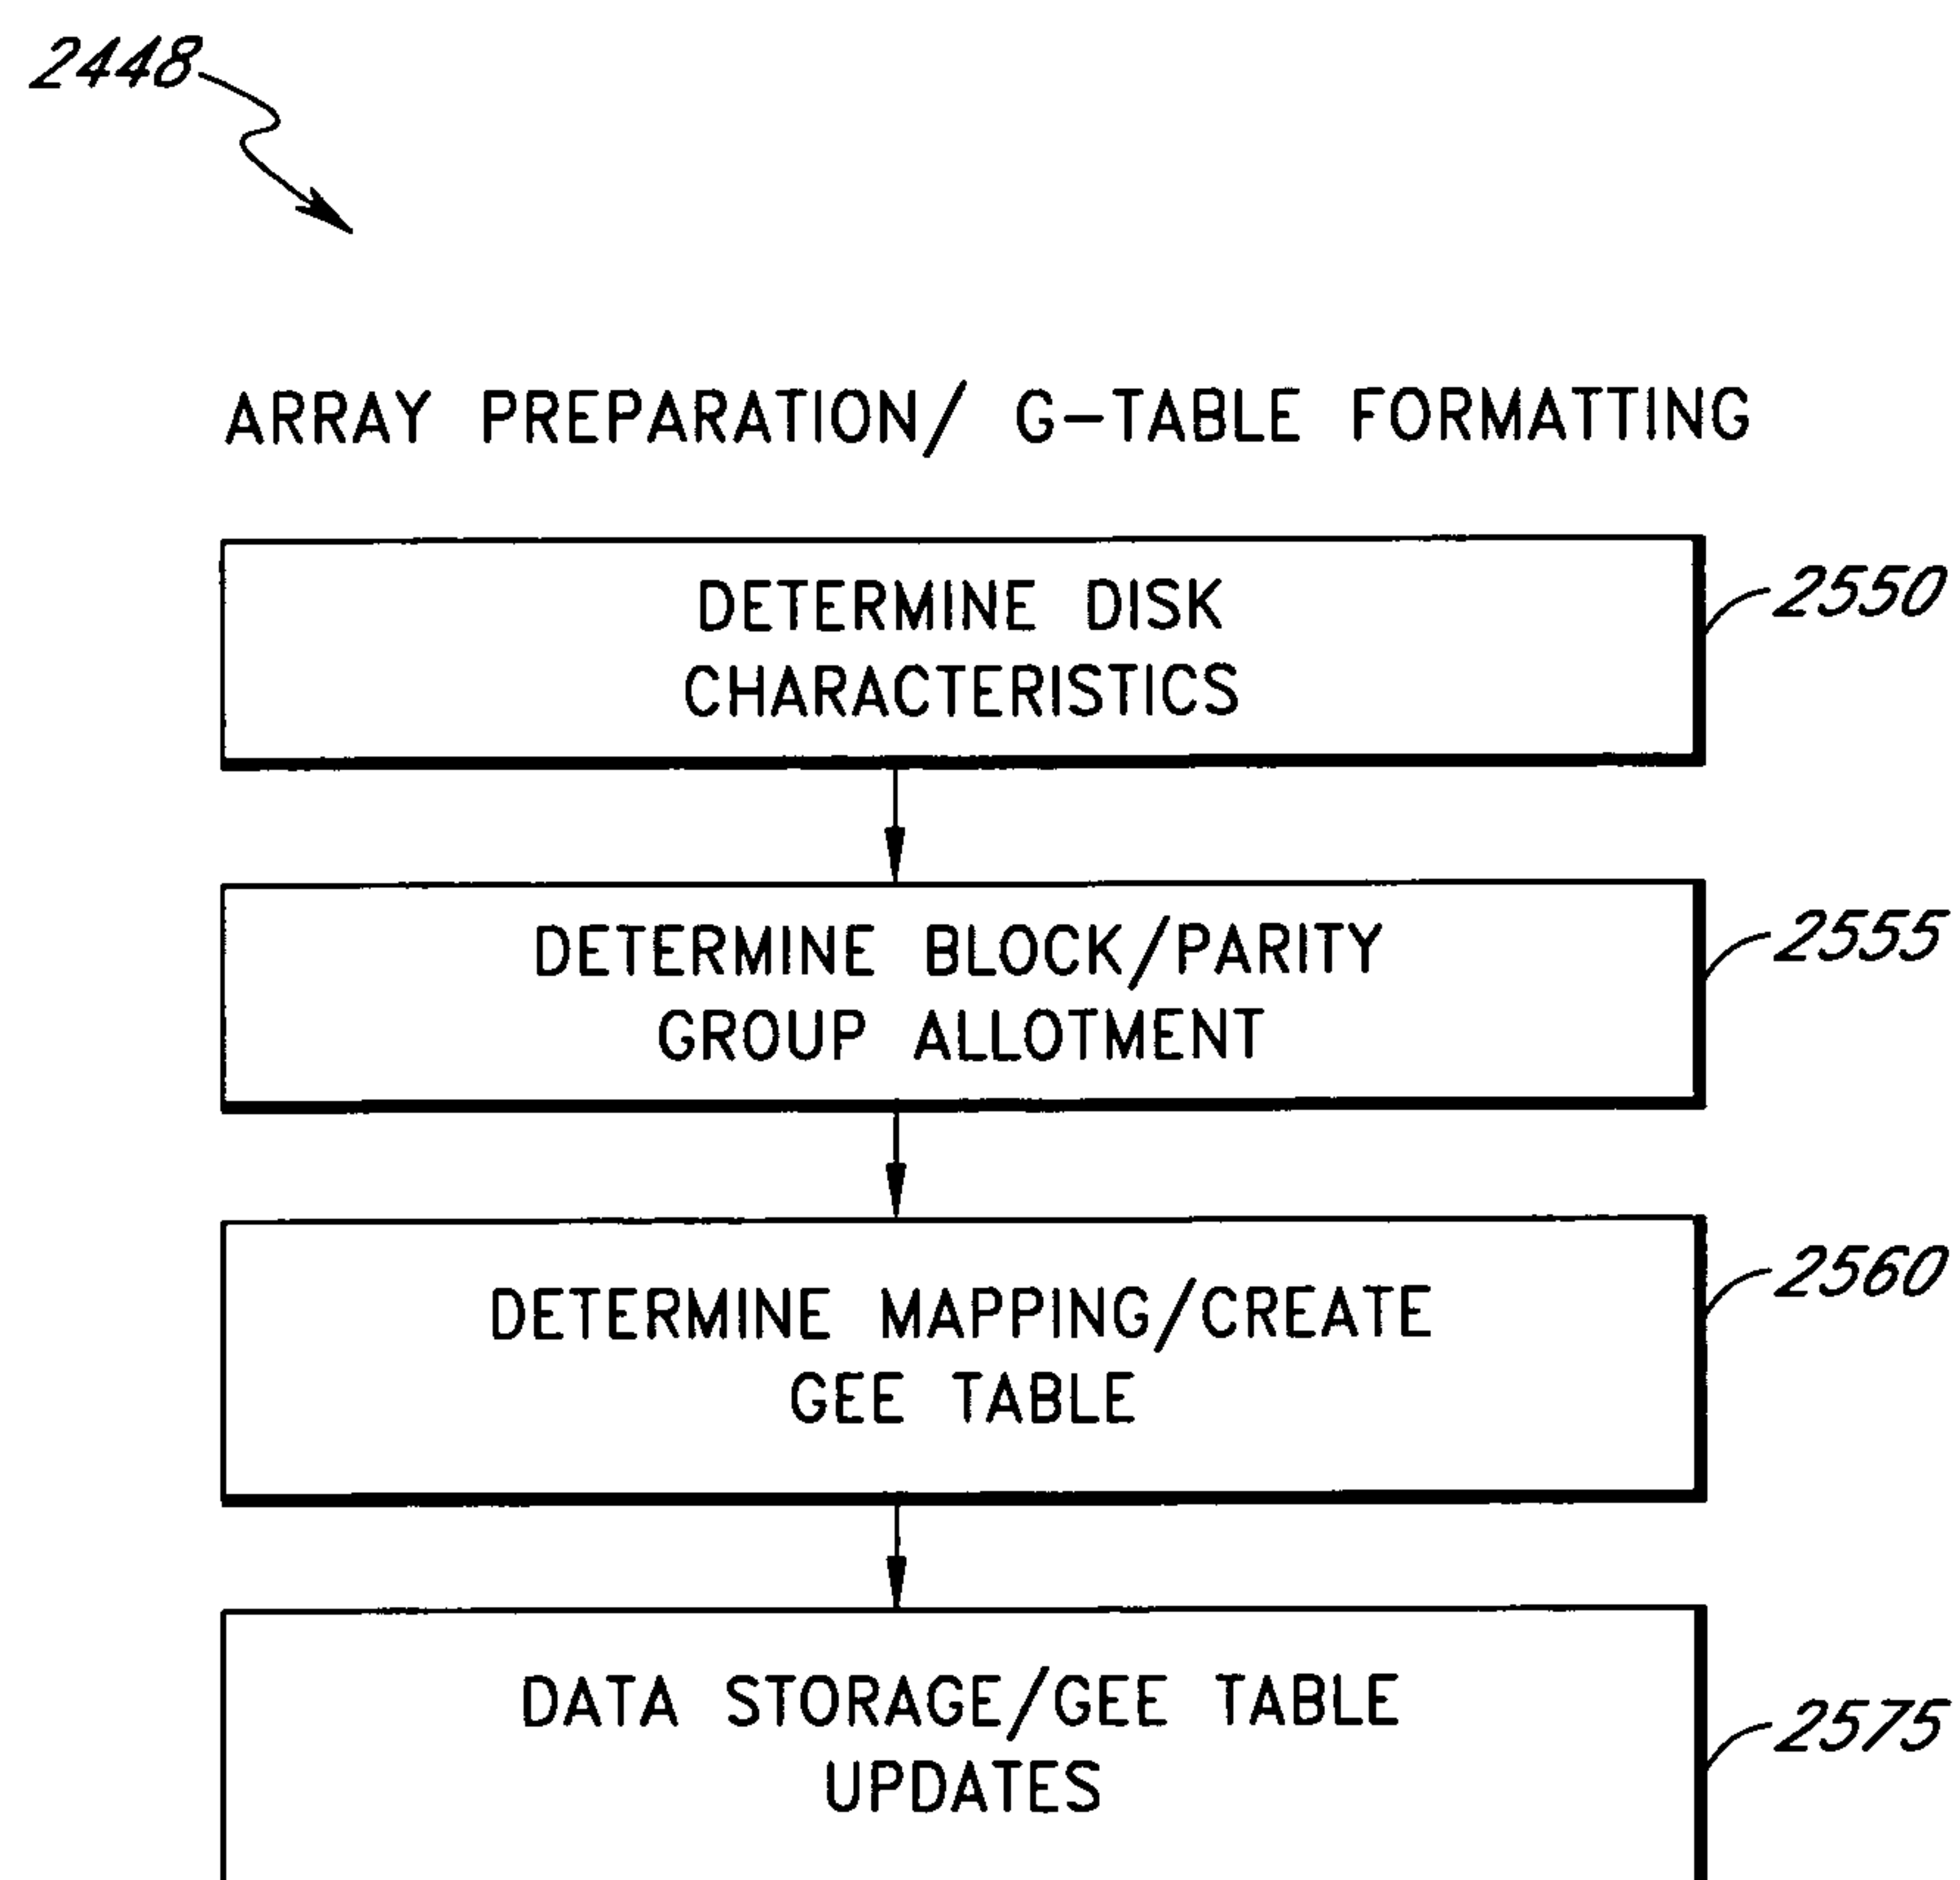 2448
ARRAY PREPARATION/ G-TABLE FORMATTING
DETERMINE DISK
CHARACTERISTICS
2550
DETERMINE BLOCK/PARITY
GROUP ALLOTMENT
2555
DETERMINE MAPPING/CREATE
GEE TABLE
2560
DATA STORAGE/GEE TABLE
UPDATES
2575